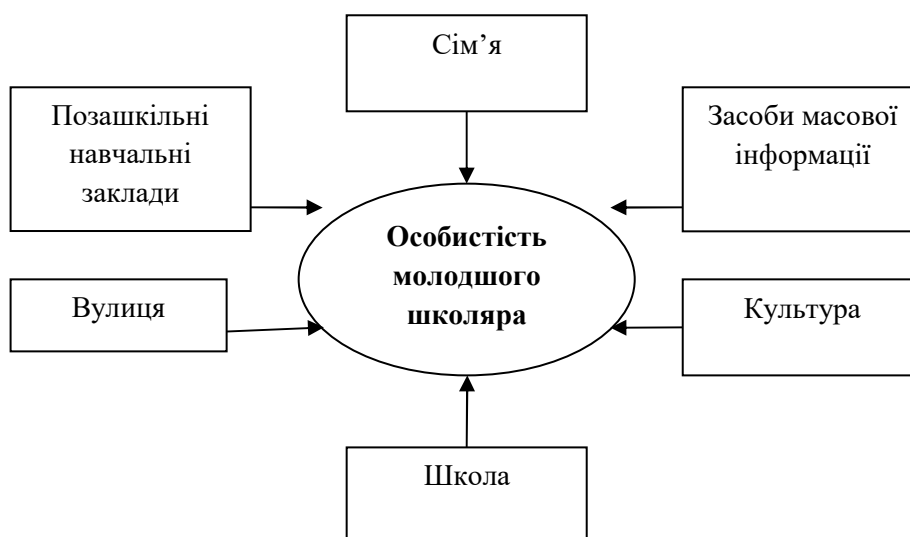 Сім’я
Позашкільні
навчальні
заклади
Засоби масової
інформації
Особистість
молодшого
школяра
Вулиця
Культура
Школа